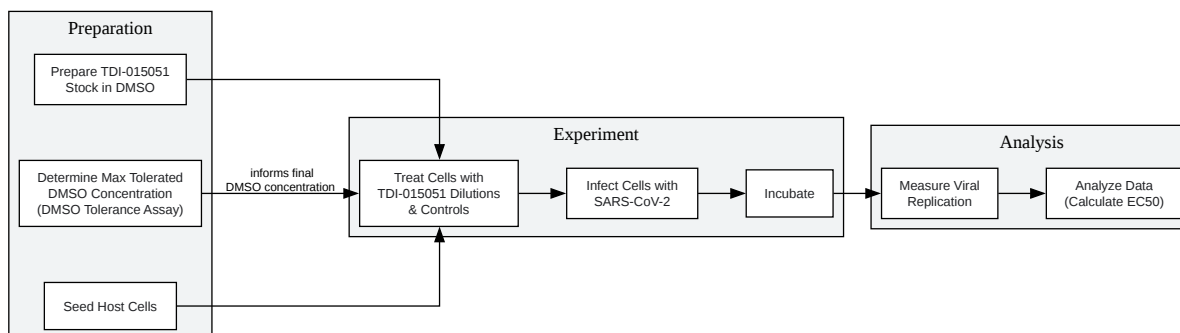 Preparation
Prepare TDI-015051
Stock in DMSO
Determine Max Tolerated
DMSO Concentration
(DMSO Tolerance Assay)
Seed Host Cells
informs final
DMSO concentration
Experiment
Treat Cells with
TDI-015051 Dilutions
& Controls
Infect Cells with
SARS-CoV-2
Incubate
Analysis
Measure Viral
Replication
Analyze Data
(Calculate EC50)